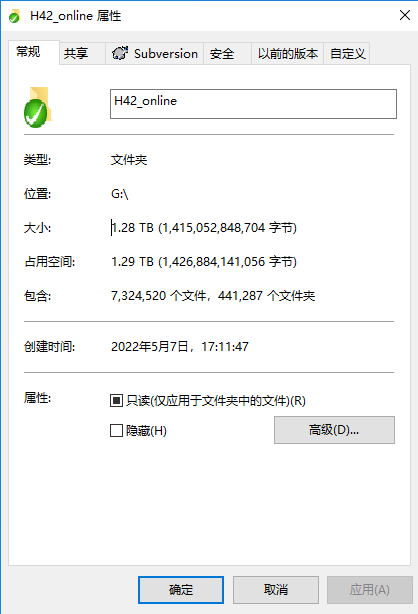 H42_online 属性
常规 共享 Subversion 安全 以前的版本 自定义
H42_online
类型: 文件夹
位置: G:\
大小: 1.28 TB (1,415,052,848,704 字节)
占用空间: 1.29 TB (1,426,884,141,056 字节)
包含: 7,324,520 个文件，441,287 个文件夹
创建时间: 2022年5月7日，17:11:47
属性: 只读(仅应用于文件夹中的文件)(R)
隐藏(H) 高级(D)...
确定 取消 应用(A)